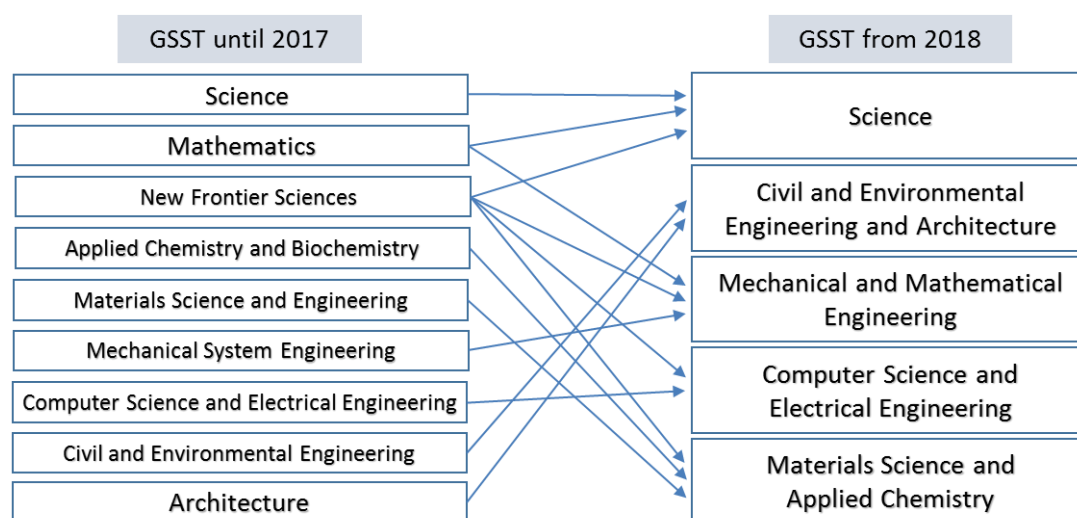 GSST until 2017
Science
Mathematics
New Frontier Sciences
Applied Chemistry and Biochemistry
Materials Science and Engineering
Mechanical System Engineering
Computer Science and Electrical Engineering
Civil and Environmental Engineering
Architecture
GSST from 2018
Science
Civil and Environmental
Engineering and Architecture
Mechanical and Mathematical
Engineering
Computer Science and
Electrical Engineering
Materials Science and
Applied Chemistry